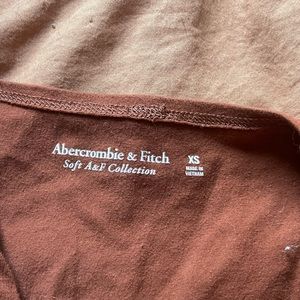 Abercrombie & Fitch
Soft A&F Collection
XS
MADE IN
VIETNAM